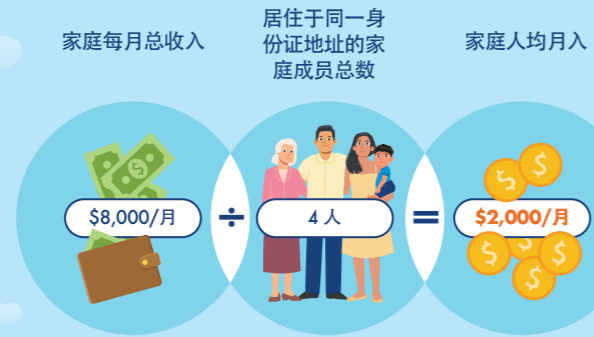 家庭每月总收入
居住于同一身
份证地址的家
庭成员总数
家庭人均月入
$8,000/月
÷
4 人
=
$2,000/月